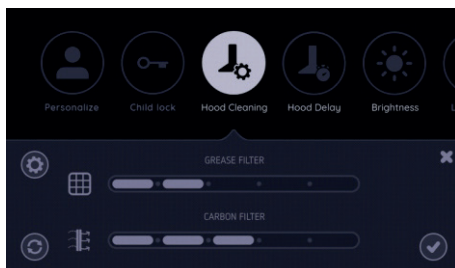 Personalize
Child lock
Hood Cleaning
Hood Delay
Brightness
L
GREASE FILTER
CARBON FILTER